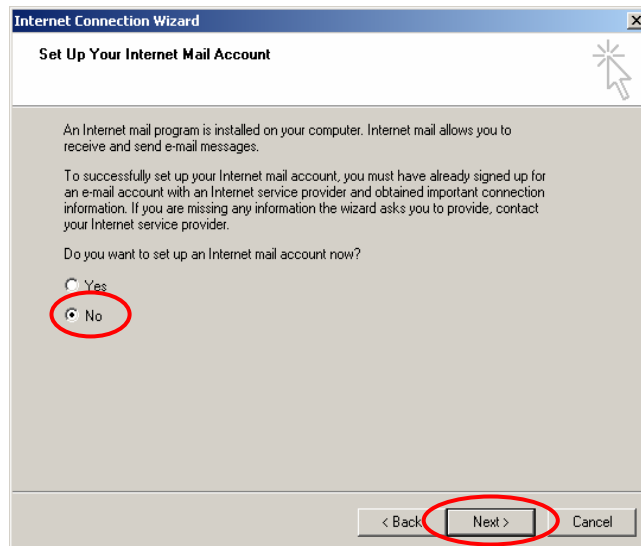 Internet Connection Wizard
Set Up Your Internet Mail Account
An Internet mail program is installed on your computer. Internet mail allows you to
receive and send e-mail messages.
To successfully set up your Internet mail account, you must have already signed up for
an e-mail account with an Internet service provider and obtained important connection
information. If you are missing any information the wizard asks you to provide, contact
your Internet service provider.
Do you want to set up an Internet mail account now?
Yes
No
< Back Next > Cancel